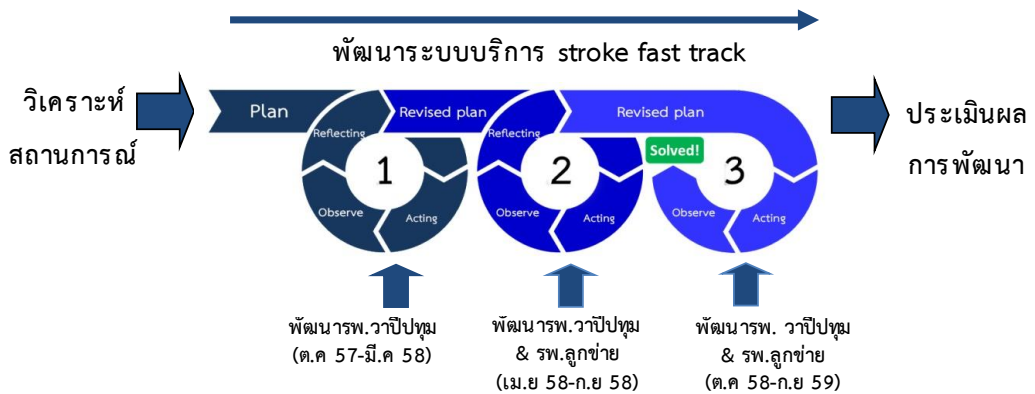 พัฒนาระบบบริการ stroke fast track
วิเคราะห์
สถานการณ์
Plan
Revised plan
Revised plan
ประเมินผล
การพัฒนา
Reflecting
1
Observe
Acting
Reflecting
2
Observe
Acting
Solved!
3
Observe
Acting
พัฒนารพ.วาปีปทุม
(ต.ค 57-มี.ค 58)
พัฒนารพ.วาปีปทุม
& รพ.ลูกข่าย
(เม.ย 58-ก.ย 58)
พัฒนารพ. วาปีปทุม
& รพ.ลูกข่าย
(ต.ค 58-ก.ย 59)